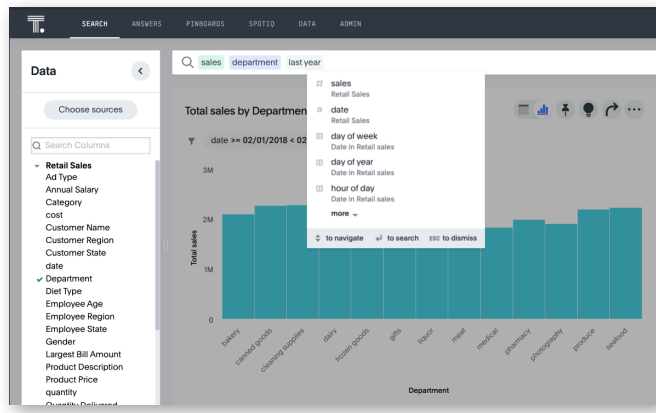 SEARCH ANSWERS PINBOARDS SPOTIQ DATA ADMIN
Data
Choose sources
Search Columns
Retail Sales
Ad Type
Annual Salary
Category
cost
Customer Name
Customer Region
Customer State
date
Department
Diet Type
Employee Age
Employee Region
Employee State
Gender
Largest Bill Amount
Product Description
Product Price
quantity
Quantity Delivered
sales department last year
sales
Retail Sales
date
Retail Sales
day of week
Date in Retail sales
day of year
Date in Retail sales
hour of day
Date in Retail sales
more
to navigate to search ESC to dismiss
Total sales by Departmen
date >= 02/01/2018 < 02
3M
2M
1M
0
Total sales
bakery
canned goods
cleaning supplies
dairy
frozen goods
gifts
liquor
meat
medical
pharmacy
photography
produce
seafood
Department